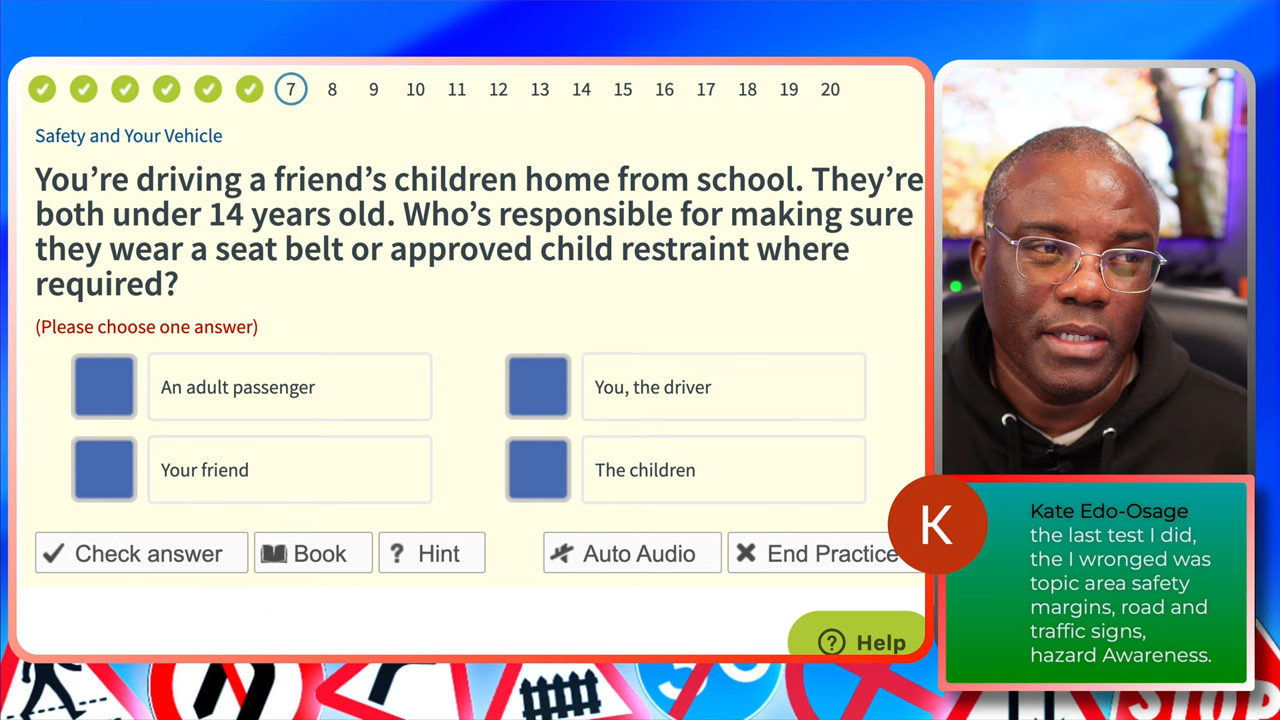 7 8 9 10 11 12 13 14 15 16 17 18 19 20
Safety and Your Vehicle
You’re driving a friend’s children home from school. They’re
both under 14 years old. Who’s responsible for making sure
they wear a seat belt or approved child restraint where
required?
(Please choose one answer)
An adult passenger
You, the driver
Your friend
The children
Check answer
Book
? Hint
Auto Audio
End Practice
? Help
K
Kate Edo-Osage
the last test I did,
the I wronged was
topic area safety
margins, road and
traffic signs,
hazard Awareness.
STOP